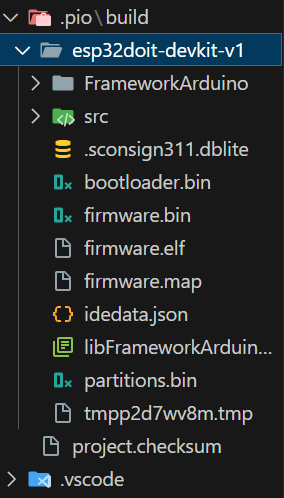 .pio\build
esp32doit-devkit-v1
FrameworkArduino
src
.sconsign311.dblite
bootloader.bin
firmware.bin
firmware.elf
firmware.map
idedata.json
libFrameworkArduin...
partitions.bin
tmpp2d7wv8m.tmp
project.checksum
.vscode